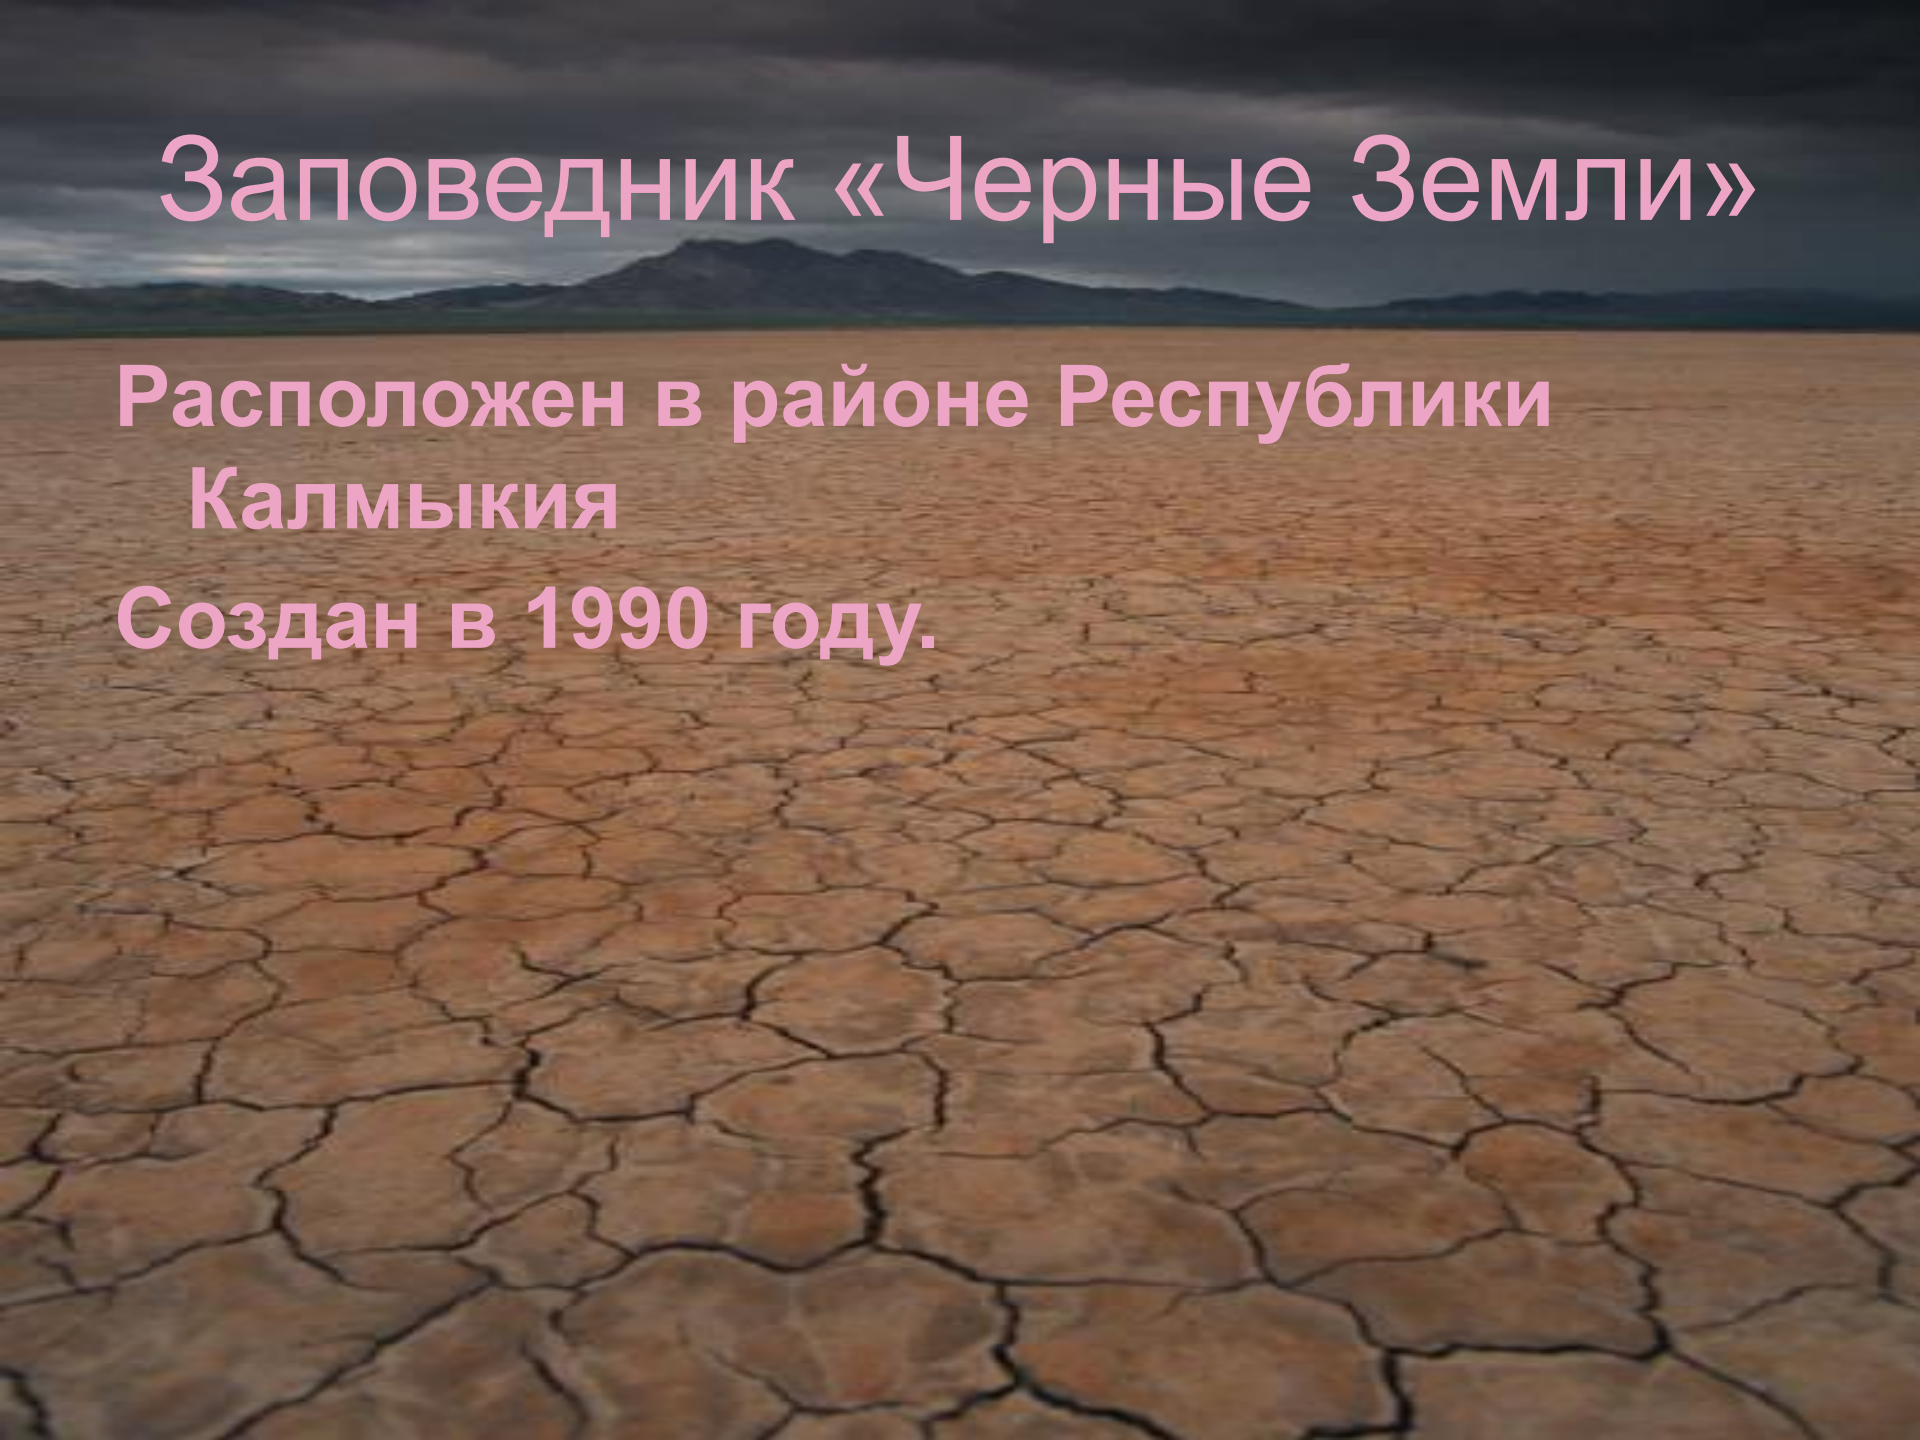 Заповедник «Черные Земли»
Расположен в районе Республики
Калмыкия
Создан в 1990 году.